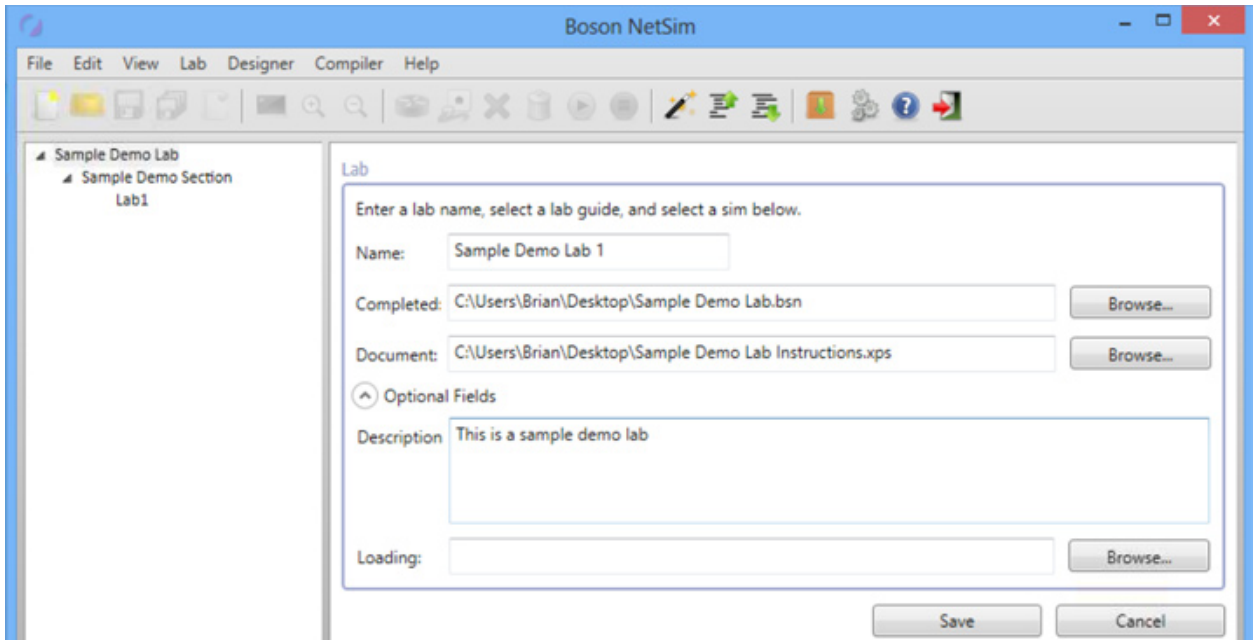 Boson NetSim
File Edit View Lab Designer Compiler Help
Sample Demo Lab
Sample Demo Section
Lab1
Lab
Enter a lab name, select a lab guide, and select a sim below.
Name: Sample Demo Lab 1
Completed: C:\Users\Brian\Desktop\Sample Demo Lab.bsn Browse...
Document: C:\Users\Brian\Desktop\Sample Demo Lab Instructions.xps Browse...
Optional Fields
Description This is a sample demo lab
Loading: Browse...
Save Cancel